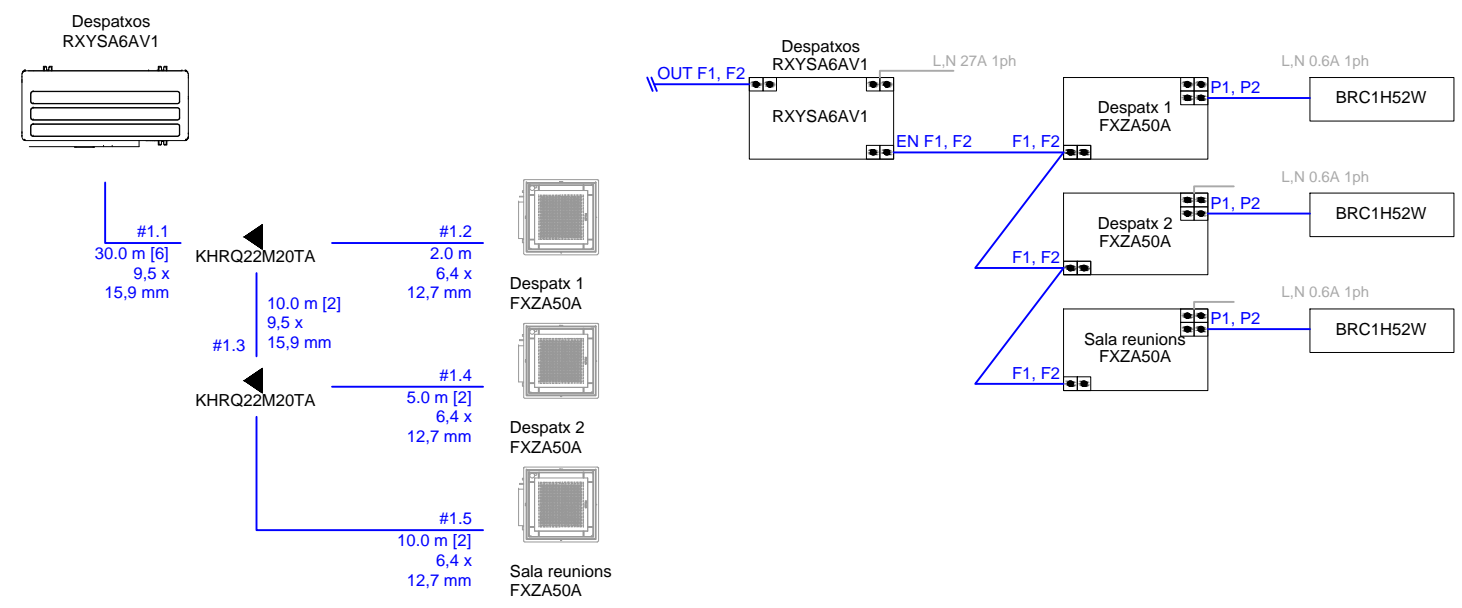 Despatxos
RXYSA6AV1
#1.1
30.0 m [6]
9,5 x
15,9 mm
KHRQ22M20TA
#1.2
2.0 m
6,4 x
12,7 mm
Despatx 1
FXZA50A
10.0 m [2]
9,5 x
15,9 mm
#1.3
KHRQ22M20TA
#1.4
5.0 m [2]
6,4 x
12,7 mm
Despatx 2
FXZA50A
#1.5
10.0 m [2]
6,4 x
12,7 mm
Sala reunions
FXZA50A
Despatxos
RXYSA6AV1
L,N 27A 1ph
OUT F1, F2
RXYSA6AV1
EN F1, F2
F1, F2
Despatx 1
FXZA50A
L,N 0.6A 1ph
P1, P2
BRC1H52W
L,N 0.6A 1ph
Despatx 2
FXZA50A
P1, P2
BRC1H52W
F1, F2
L,N 0.6A 1ph
Sala reunions
FXZA50A
P1, P2
BRC1H52W
F1, F2